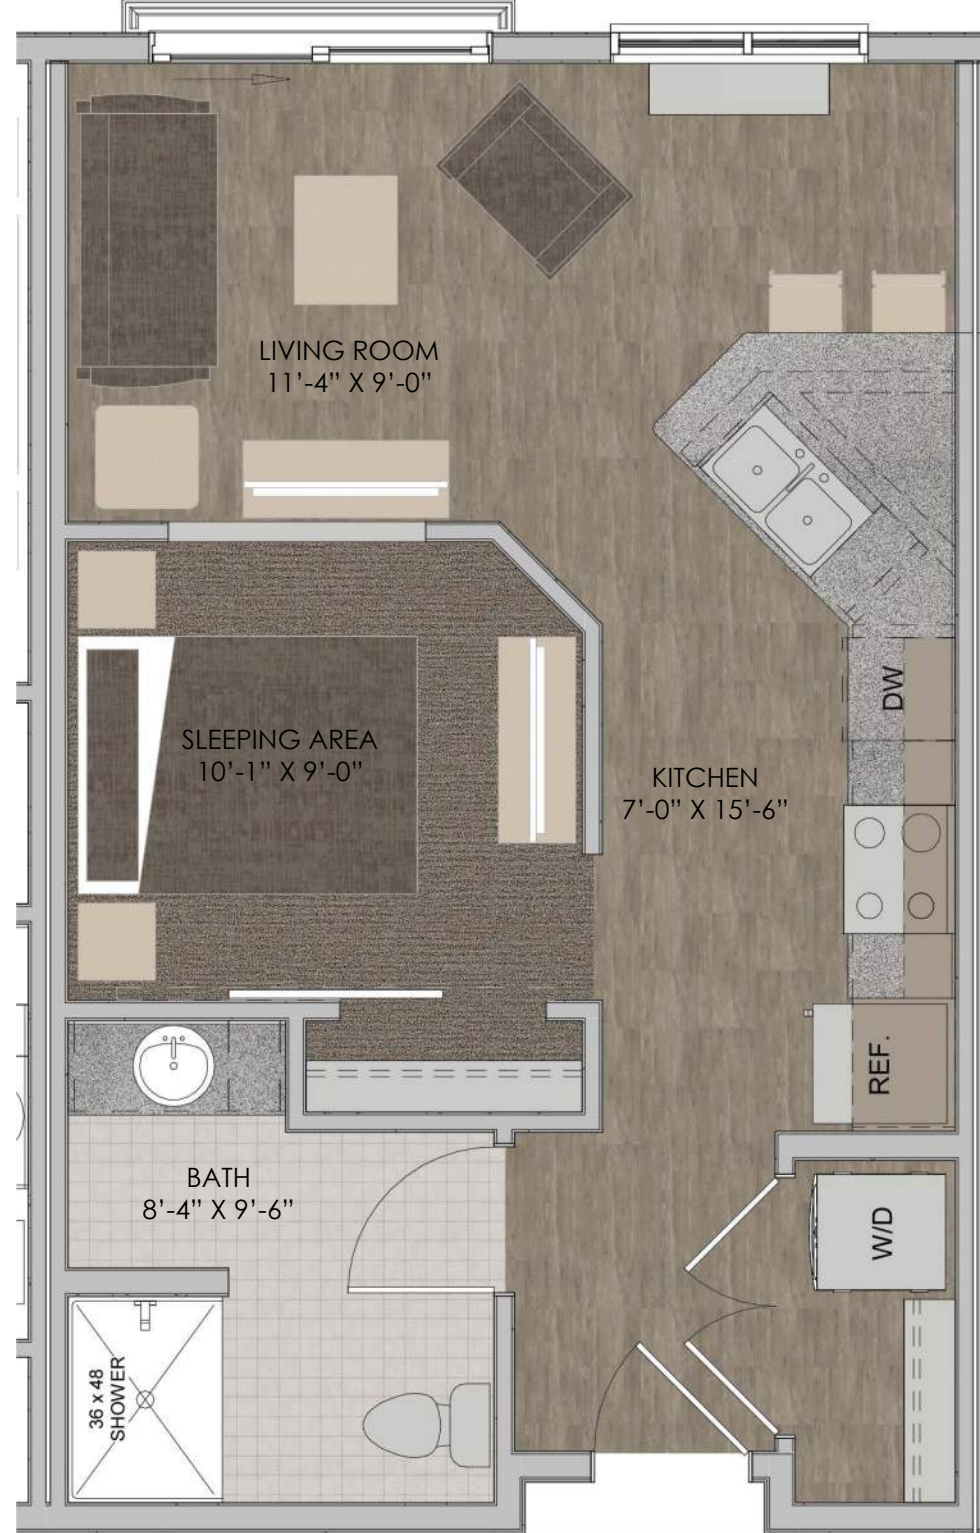 LIVING ROOM
11’-4” X 9’-0”
SLEEPING AREA
10’-1” X 9’-0”
DW
KITCHEN
7’-0” X 15’-6”
REF.
BATH
8’-4” X 9’-6”
W/D
36 x 48
SHOWER